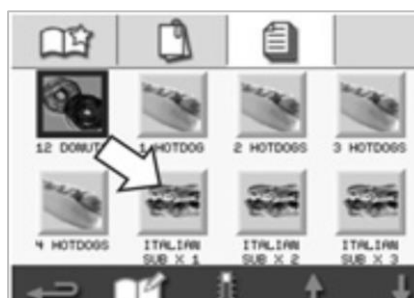 12 DONUT
1 HOTDOG
2 HOTDOGS
3 HOTDOGS
4 HOTDOGS
ITALIAN
SUB X 1
ITALIAN
SUB X 2
ITALIAN
SUB X 3